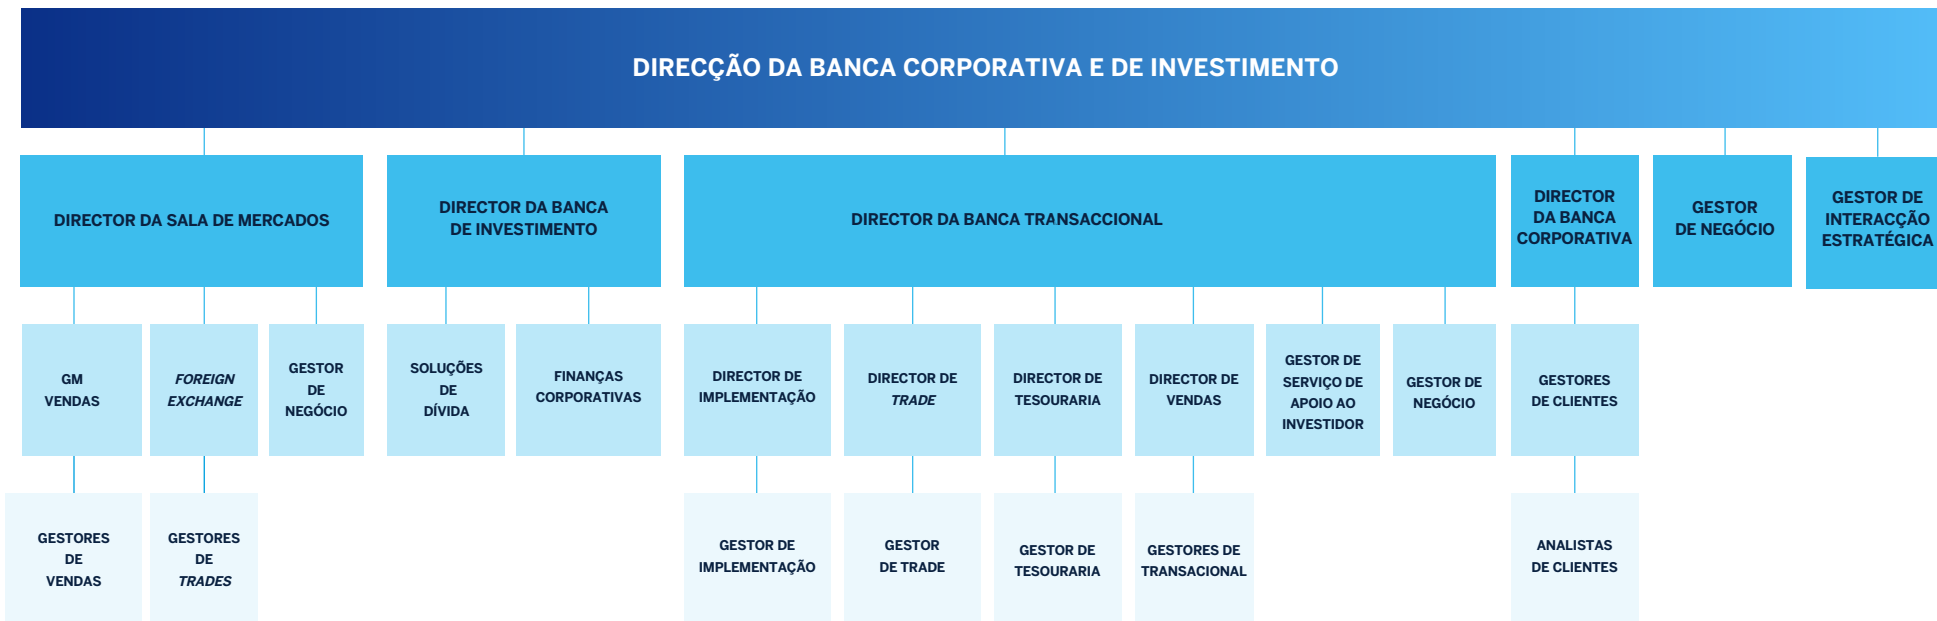 DIRECÇÃO DA BANCA CORPORATIVA E DE INVESTIMENTO
DIRECTOR DA SALA DE MERCADOS
DIRECTOR DA BANCA
DE INVESTIMENTO
DIRECTOR DA BANCA TRANSACCIONAL
DIRECTOR
DA BANCA
CORPORATIVA
GESTOR
DE NEGÓCIO
GESTOR DE
INTERACÇÃO
ESTRATÉGICA
GM
VENDAS
FOREIGN
EXCHANGE
GESTOR
DE
NEGÓCIO
SOLUÇÕES
DE
DÍVIDA
FINANÇAS
CORPORATIVAS
DIRECTOR DE
IMPLEMENTAÇÃO
DIRECTOR DE
TRADE
DIRECTOR DE
TESOURARIA
DIRECTOR DE
VENDAS
GESTOR DE
SERVIÇO DE
APOIO AO
INVESTIDOR
GESTOR DE
NEGÓCIO
GESTORES
DE CLIENTES
GESTORES
DE
VENDAS
GESTORES
DE
TRADES
GESTOR DE
IMPLEMENTAÇÃO
GESTOR
DE TRADE
GESTOR DE
TESOURARIA
GESTORES DE
TRANSACIONAL
ANALISTAS
DE CLIENTES